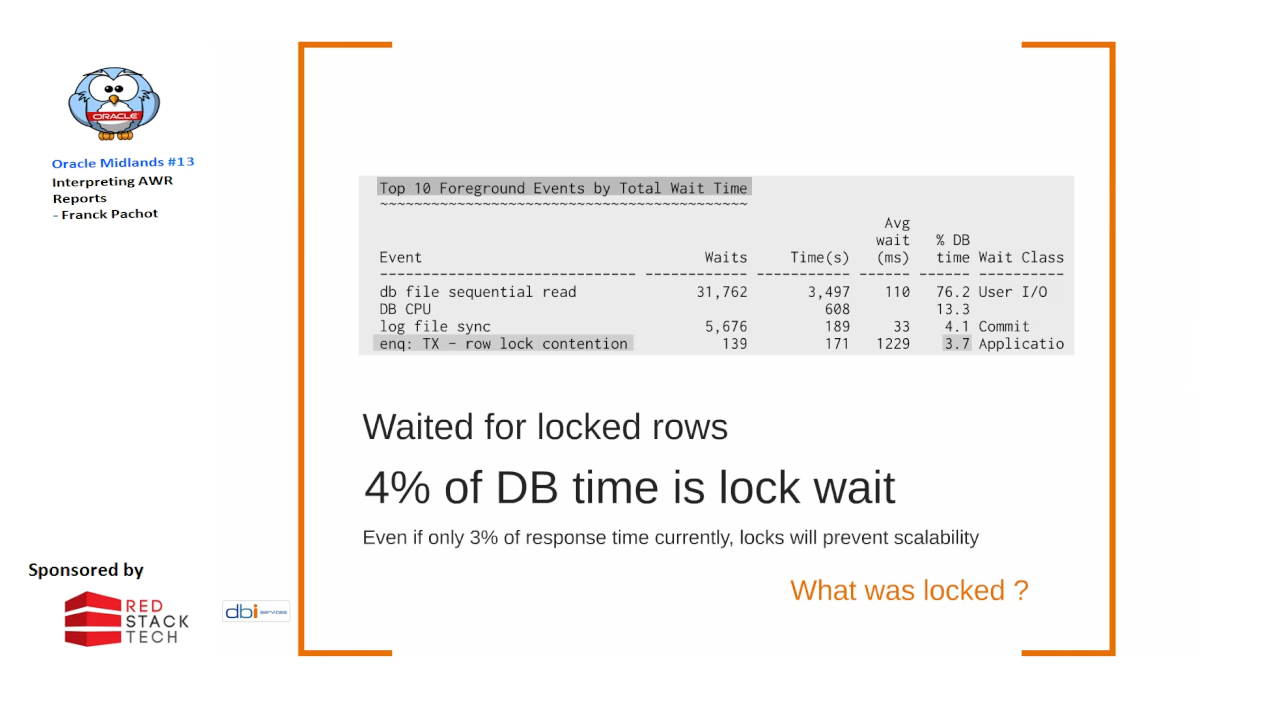 ORACLE
Oracle Midlands #13
Interpreting AWR
Reports
- Franck Pachot
Top 10 Foreground Events by Total Wait Time
~~~~~~~~~~~~~~~~~~~~~~~~~~~~~~~~~~~~~~~~~~~
Avg
wait % DB
Event Waits Time(s) (ms) time Wait Class
------------------------------ ------------ ----------- ------ ------ ----------
db file sequential read 31,762 3,497 110 76.2 User I/O
DB CPU 608 13.3
log file sync 5,676 189 33 4.1 Commit
enq: TX - row lock contention 139 171 1229 3.7 Applicatio
Waited for locked rows
4% of DB time is lock wait
Even if only 3% of response time currently, locks will prevent scalability
What was locked ?
Sponsored by
RED
STACK
TECH
dbi services